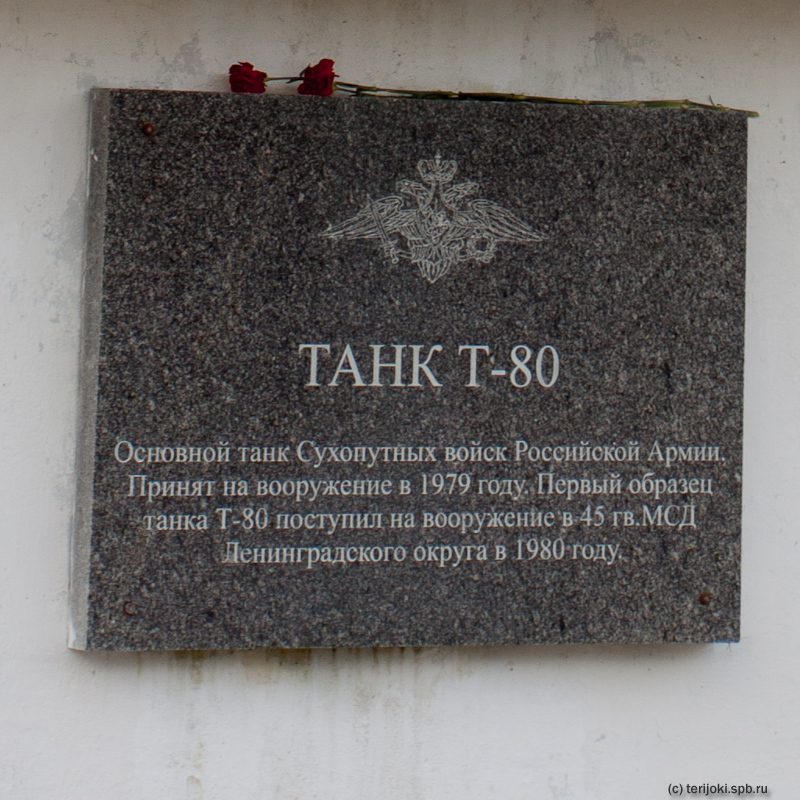 ТАНК Т-80
Основной танк Сухопутных войск Российской Армии.
Принят на вооружение в 1979 году. Первый образец
танка Т-80 поступил на вооружение в 45 гв.МСД
Ленинградского округа в 1980 году.
(c) terijoki.spb.ru